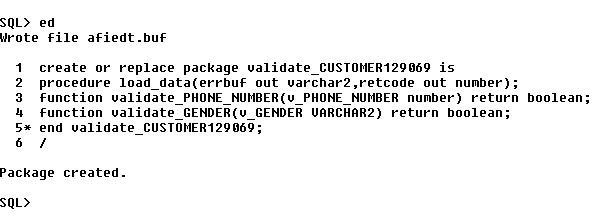 SQL> ed
Wrote file afiedt.buf
1 create or replace package validate_CUSTOMER129069 is
2 procedure load_data(errbuf out varchar2,retcode out number);
3 function validate_PHONE_NUMBER(v_PHONE_NUMBER number) return boolean;
4 function validate_GENDER(v_GENDER VARCHAR2) return boolean;
5* end validate_CUSTOMER129069;
6 /
Package created.
SQL>